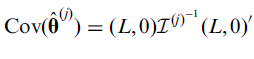 Cov(θ̂⁽ʲ⁾) = (L, 0)ℐ⁽ʲ⁾⁻¹(L, 0)′